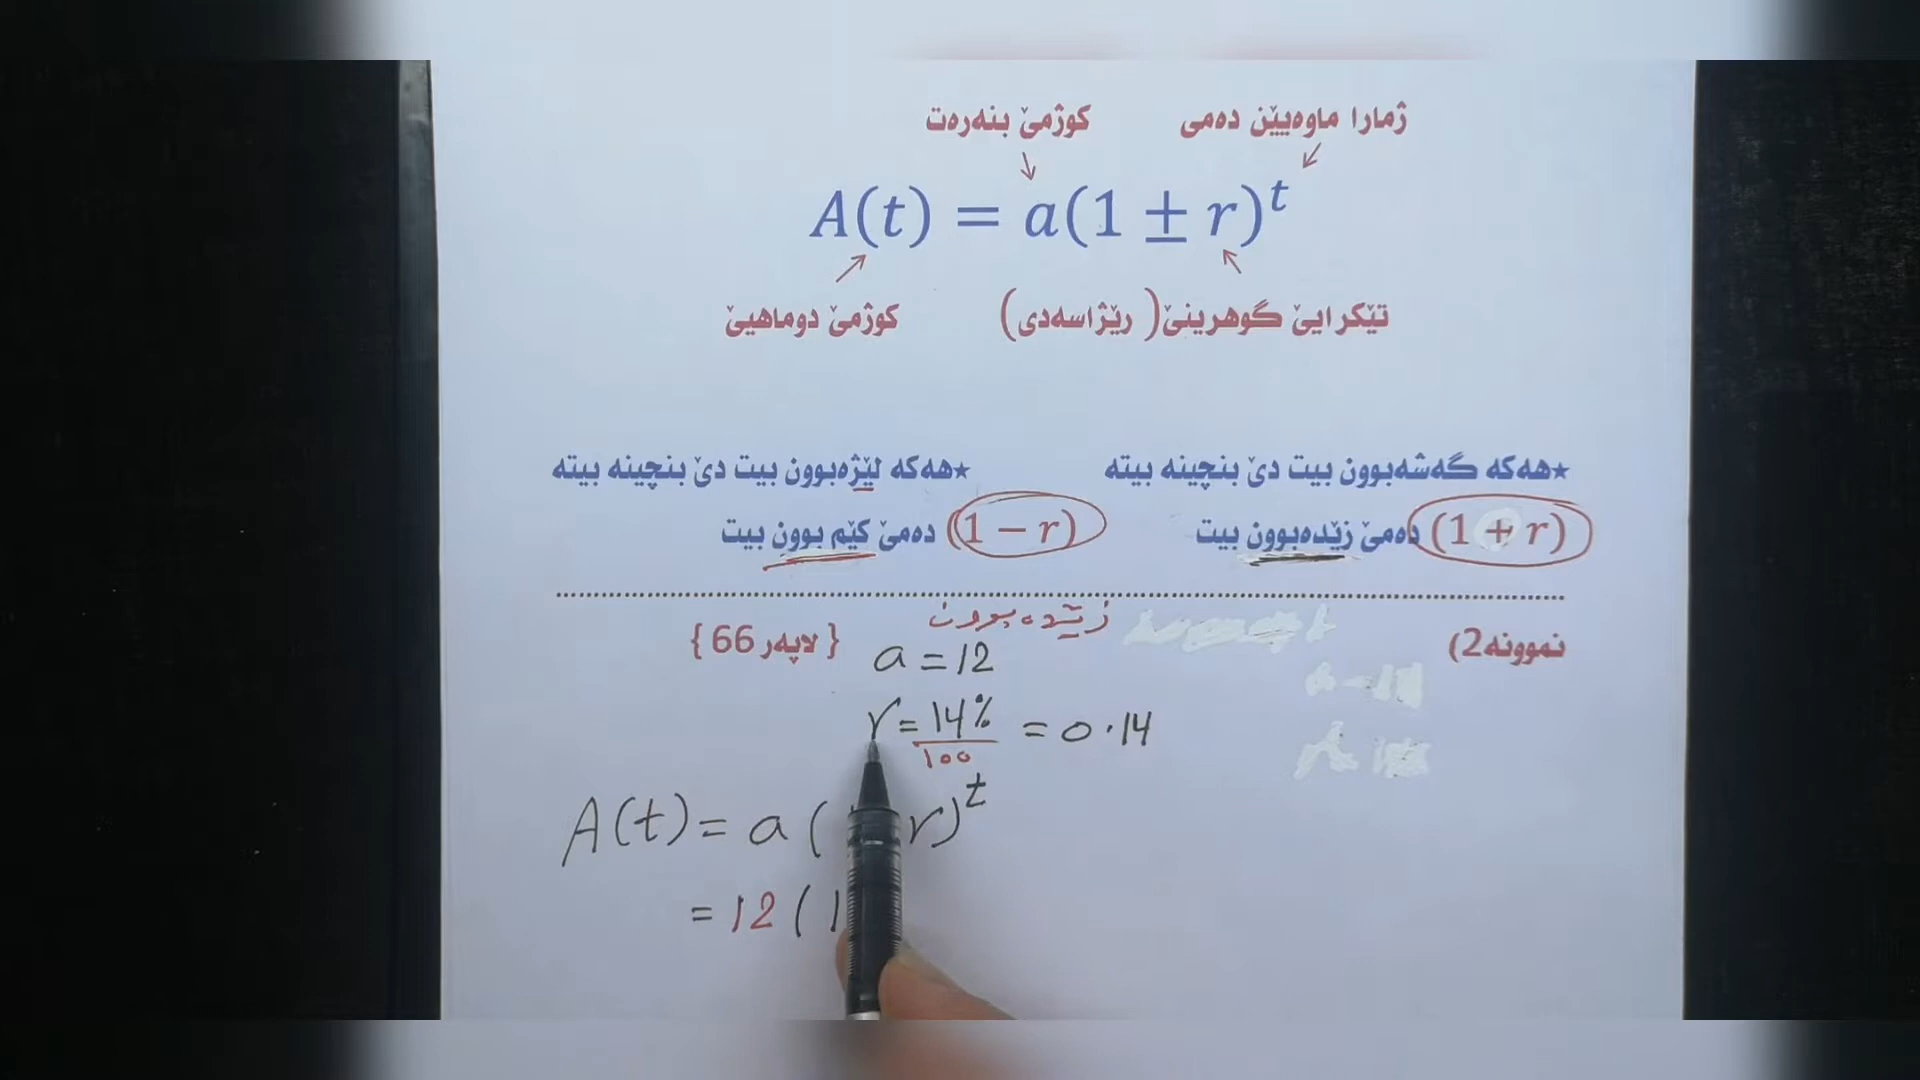 ژمارا ماوەیێن دەمی کوژمێ بنەرەت
A(t) = a(1 ± r)^t
تێکرایێ گوهرینێ( رێژاسەدی) کوژمێ دوماهیێ
★هەکە گەشەبوون بیت دێ بنچینە بیتە
(1 + r) دەمێ زێدەبوون بیت
★هەکە لێژەبوون بیت دێ بنچینە بیتە
(1 − r) دەمێ کێم بوون بیت
نموونە2) زێدەبوون {لاپەر 66}
a = 12
r = 14% = 0.14
100
A(t) = a ( r)^t
= 12 ( 1